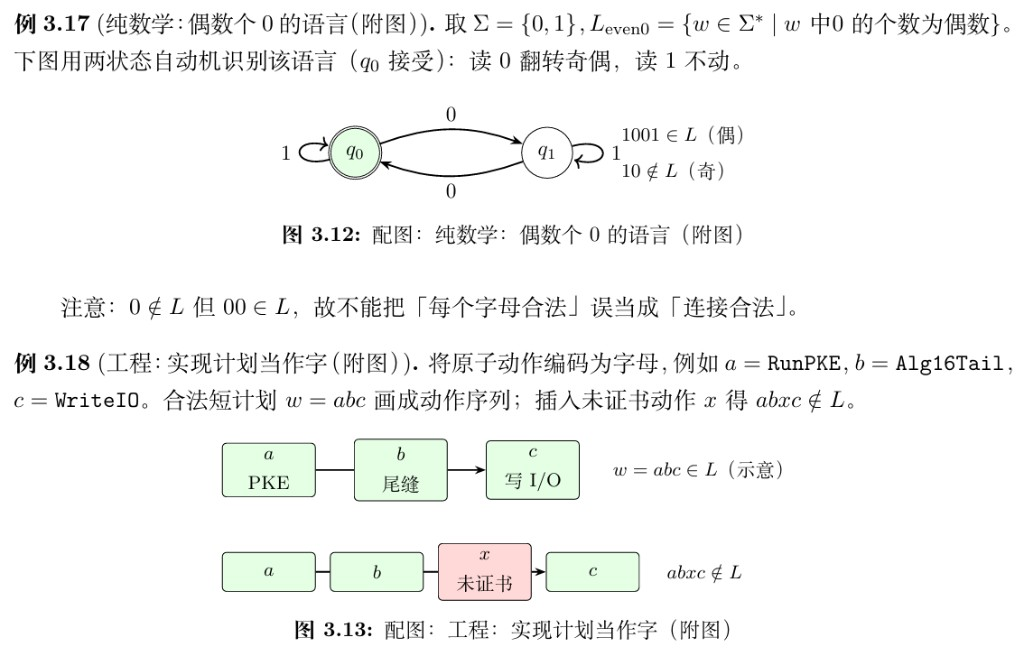 例 3.17 (纯数学：偶数个 0 的语言(附图)). 取 Σ = {0, 1}, L_even0 = {w ∈ Σ* | w 中0 的个数为偶数}。
下图用两状态自动机识别该语言（q₀ 接受）：读 0 翻转奇偶，读 1 不动。
0
1 q₀ q₁ 1
1001 ∈ L（偶）
10 ∉ L（奇）
0
图 3.12: 配图：纯数学：偶数个 0 的语言（附图）
注意：0 ∉ L 但 00 ∈ L，故不能把「每个字母合法」误当成「连接合法」。
例 3.18 (工程：实现计划当作字(附图)). 将原子动作编码为字母，例如 a = RunPKE, b = Alg16Tail,
c = WriteIO。合法短计划 w = abc 画成动作序列；插入未证书动作 x 得 abxc ∉ L。
a
PKE
b
尾缝
c
写 I/O
w = abc ∈ L（示意）
a
b
x
未证书
c
abxc ∉ L
图 3.13: 配图：工程：实现计划当作字（附图）